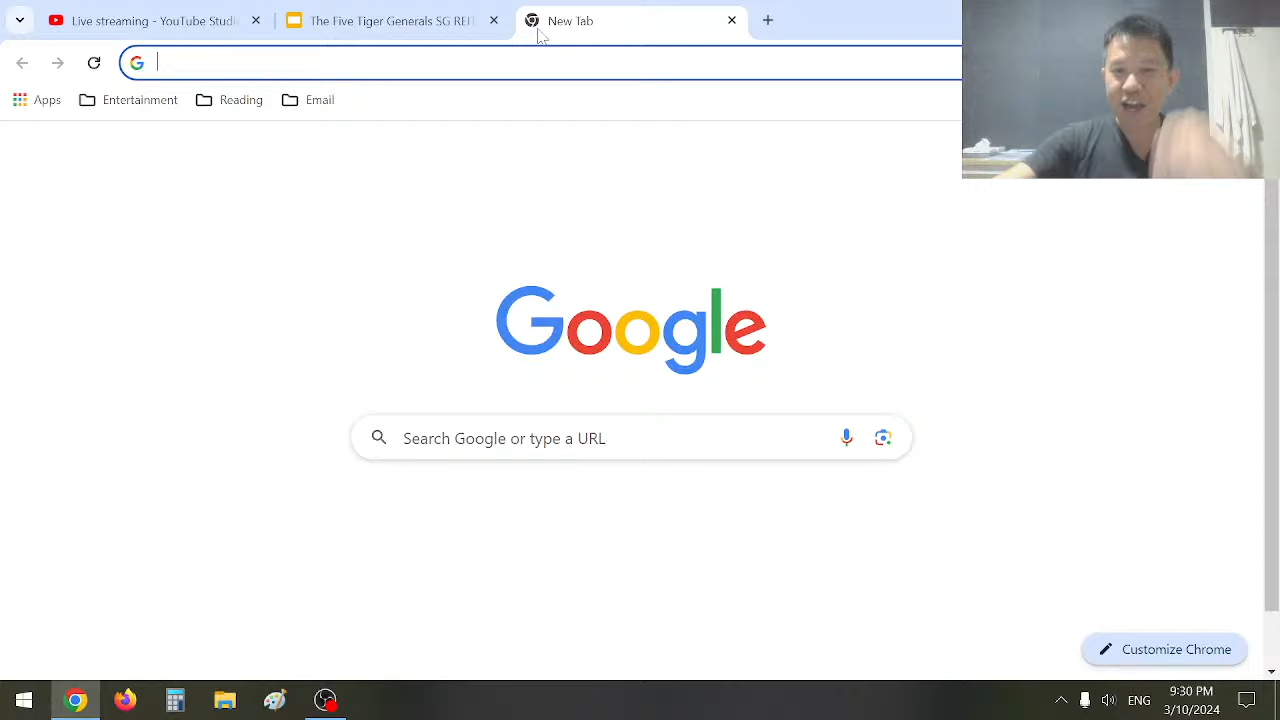 Live streaming - YouTube Studi
The Five Tiger Generals SG REI
New Tab
Apps
Entertainment
Reading
Email
Google
Search Google or type a URL
Customize Chrome
ENG
9:30 PM
3/10/2024